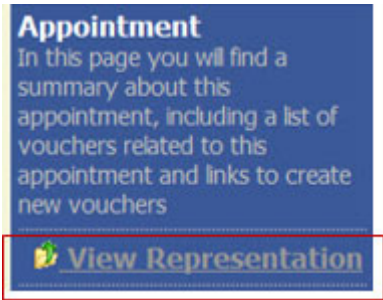 Appointment
In this page you will find a
summary about this
appointment, including a list of
vouchers related to this
appointment and links to create
new vouchers
View Representation